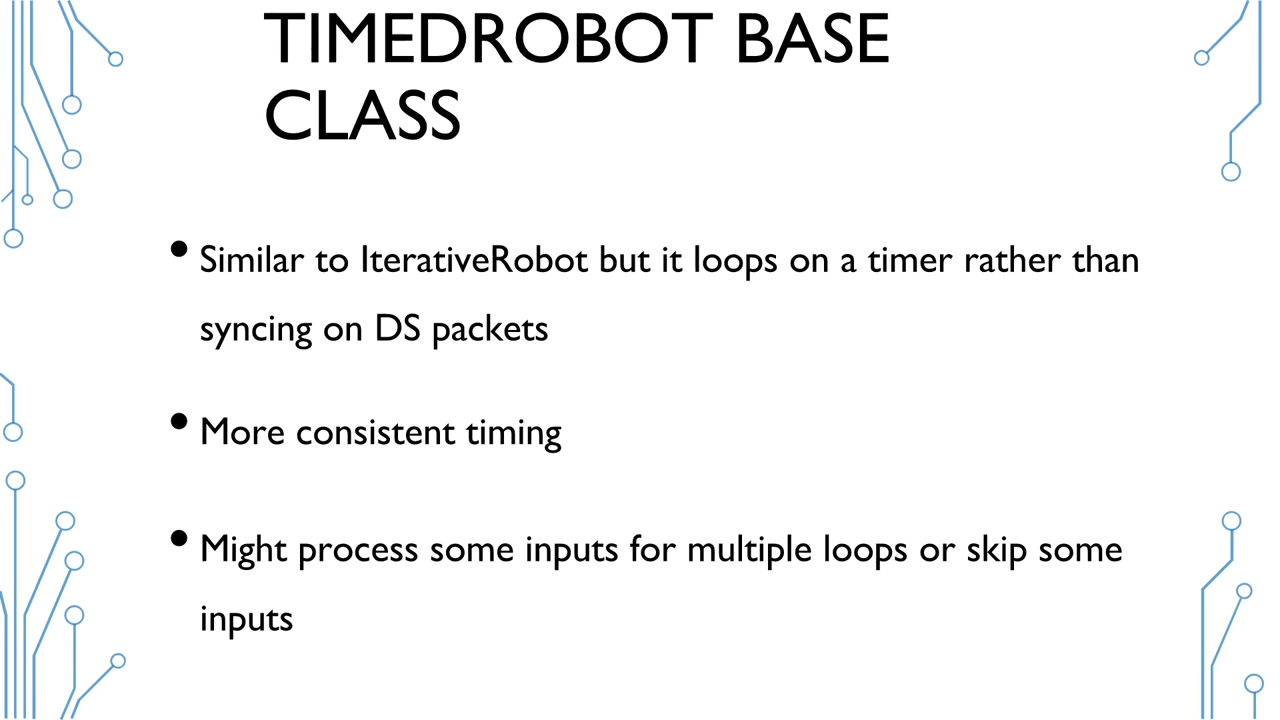 TIMEDROBOT BASE
CLASS
• Similar to IterativeRobot but it loops on a timer rather than
syncing on DS packets
• More consistent timing
• Might process some inputs for multiple loops or skip some
inputs